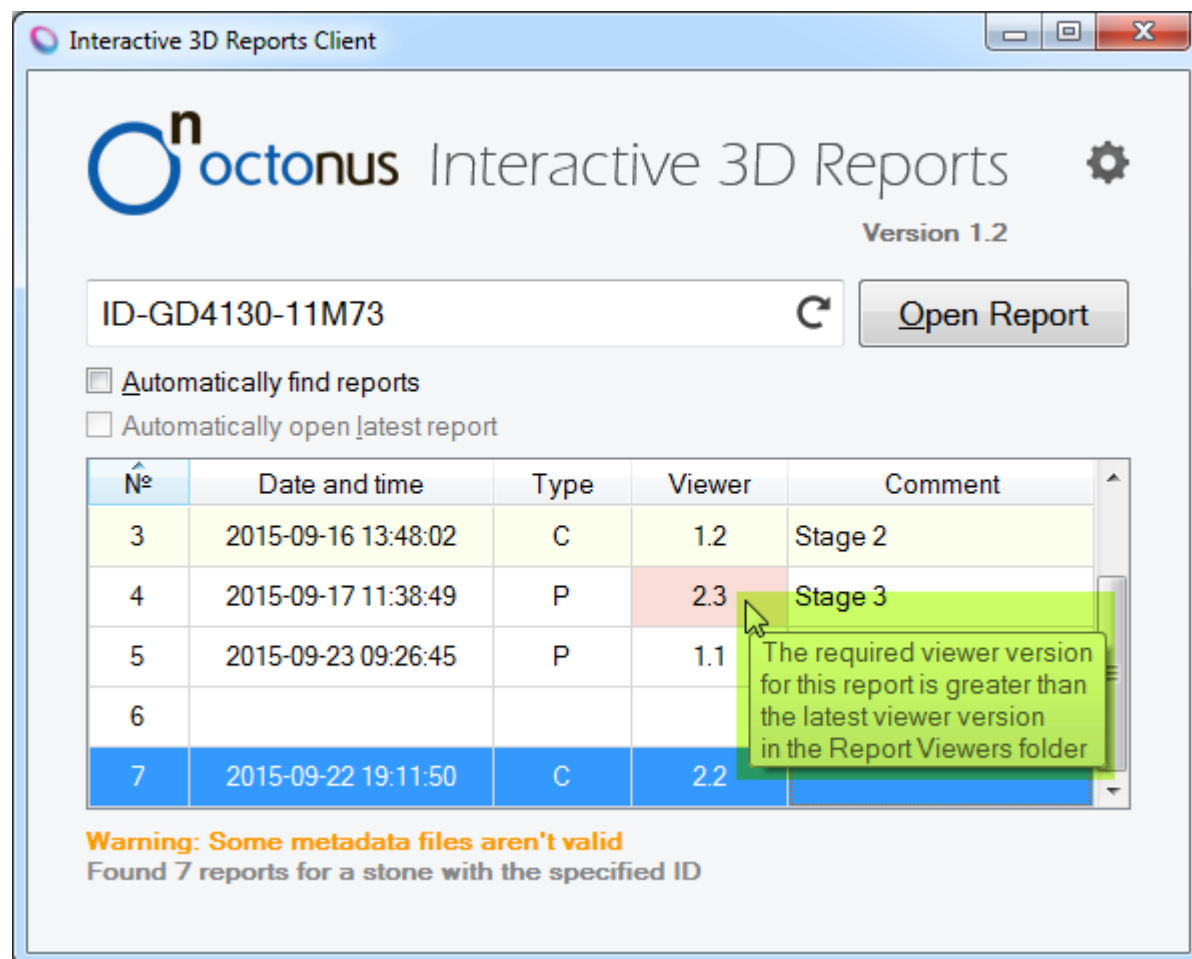 Interactive 3D Reports Client
On octonus Interactive 3D Reports
Version 1.2
ID-GD4130-11M73 Open Report
Automatically find reports
Automatically open latest report
№ Date and time Type Viewer Comment
3 2015-09-16 13:48:02 C 1.2 Stage 2
4 2015-09-17 11:38:49 P 2.3 Stage 3
5 2015-09-23 09:26:45 P 1.1
The required viewer version
for this report is greater than
the latest viewer version
in the Report Viewers folder
6
7 2015-09-22 19:11:50 C 2.2
Warning: Some metadata files aren't valid
Found 7 reports for a stone with the specified ID